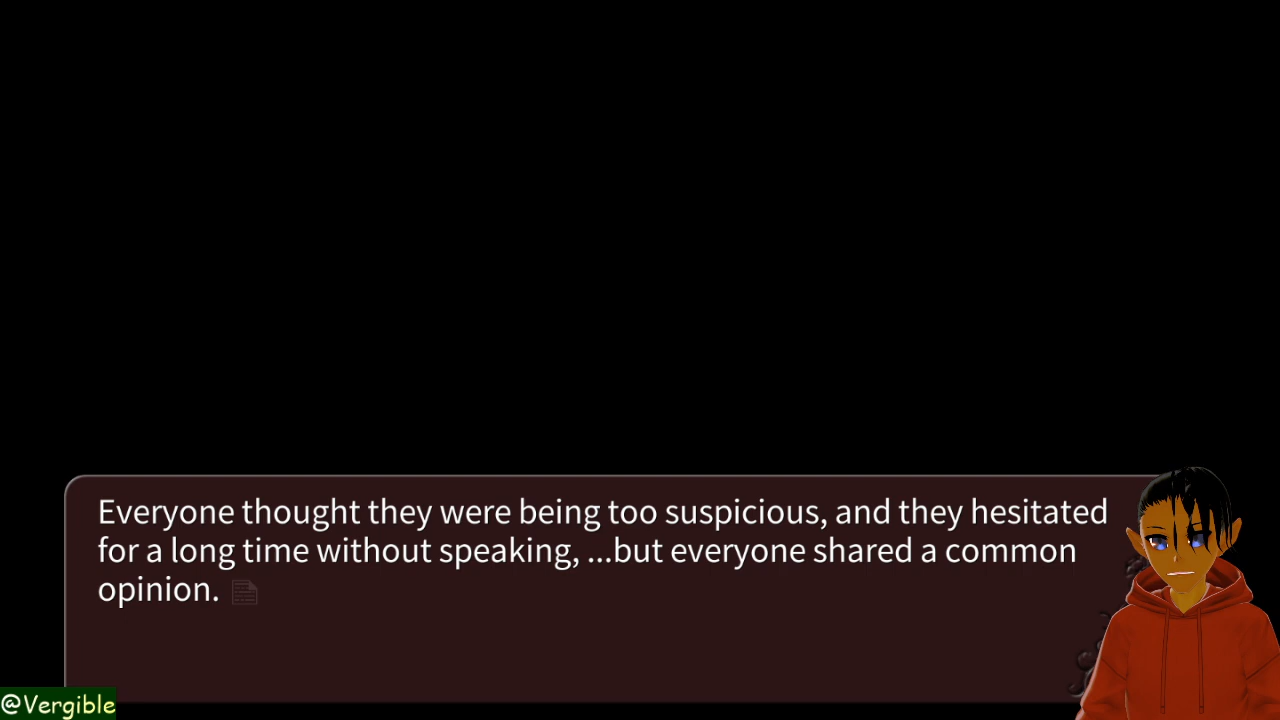 Everyone thought they were being too suspicious, and they hesitated
for a long time without speaking, ...but everyone shared a common
opinion.
@Vergible